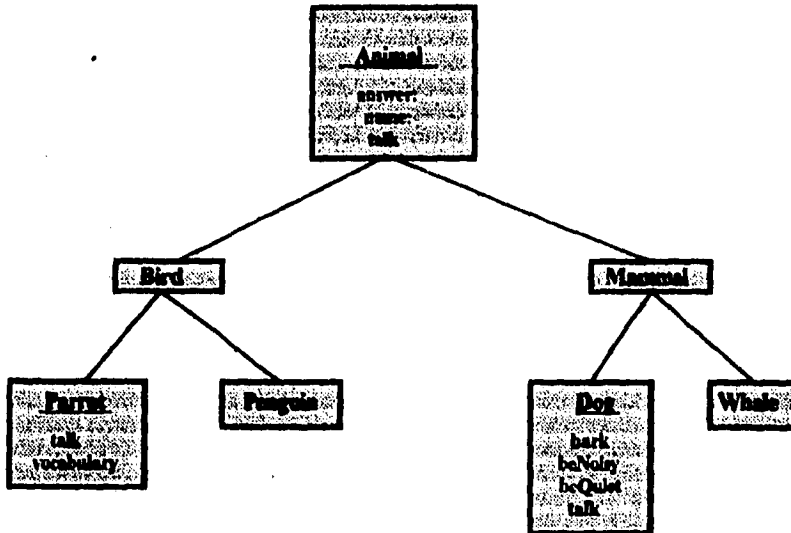 Animal
answer:
name:
talk
Bird
Mammal
Parrot
talk
vocabulary
Penguin
Dog
bark
beNoisy
beQuiet
talk
Whale